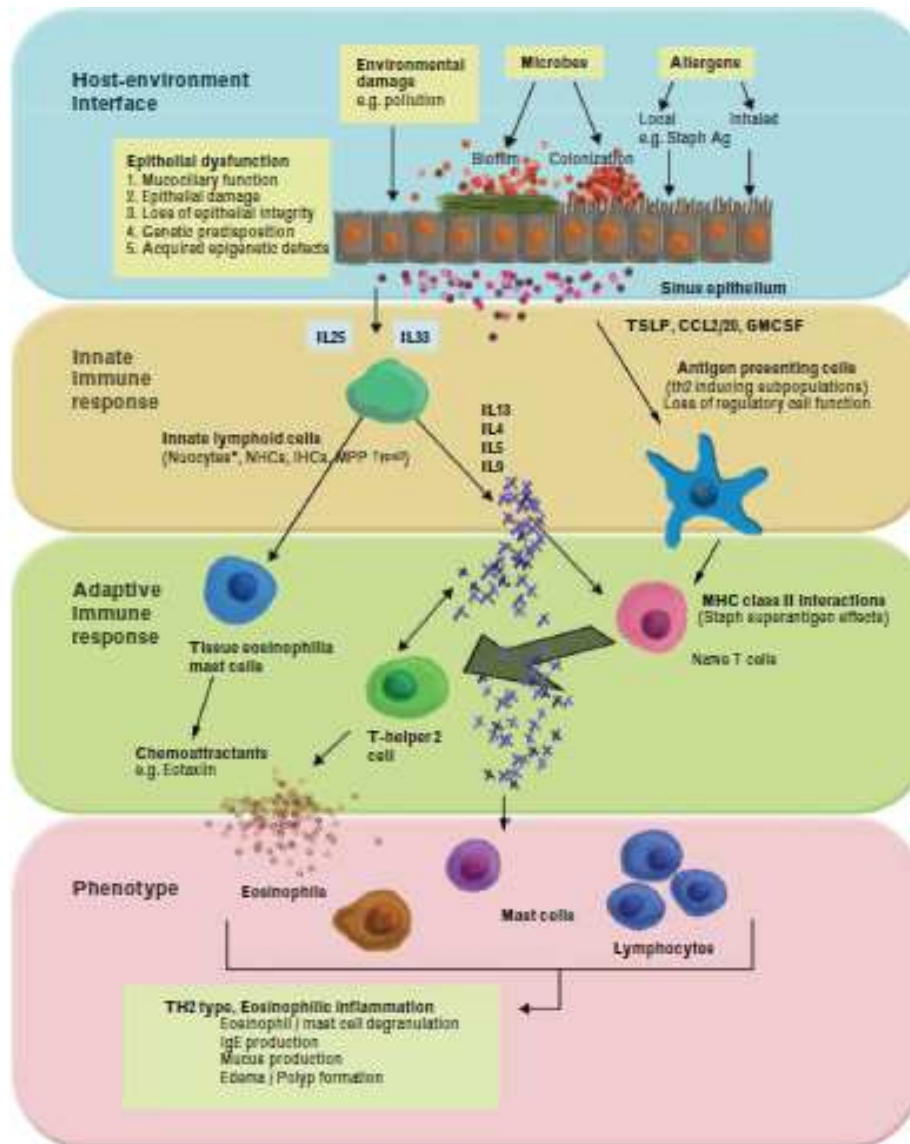 Host-environment
Interface
Environmental
damage
e.g. pollution
Microbes
Allergens
Local
e.g. Staph Ag
Inhaled
Biofilm
Colonization
Epithelial dysfunction
1. Mucociliary function
2. Epithelial damage
3. Loss of epithelial integrity
4. Genetic predisposition
5. Acquired epigenetic defects
Sinus epithelium
Innate
Immune
response
IL25
IL33
TSLP, CCL2/20, GMCSF
Antigen presenting cells
(th2 inducing subpopulations)
Loss of regulatory cell function
Innate lymphoid cells
(Nuocytes*, NHCs, IHCs, MPP Type2)
IL13
IL4
IL5
IL9
Adaptive
Immune
response
Tissue eosinophilia
mast cells
MHC class II Interactions
(Staph superantigen effects)
Naive T cells
T-helper 2
cell
Chemoattractants
e.g. Eotaxin
Phenotype
Eosinophils
Mast cells
Lymphocytes
TH2 type, Eosinophilic Inflammation
Eosinophil / mast cell degranulation
IgE production
Mucus production
Edema / Polyp formation